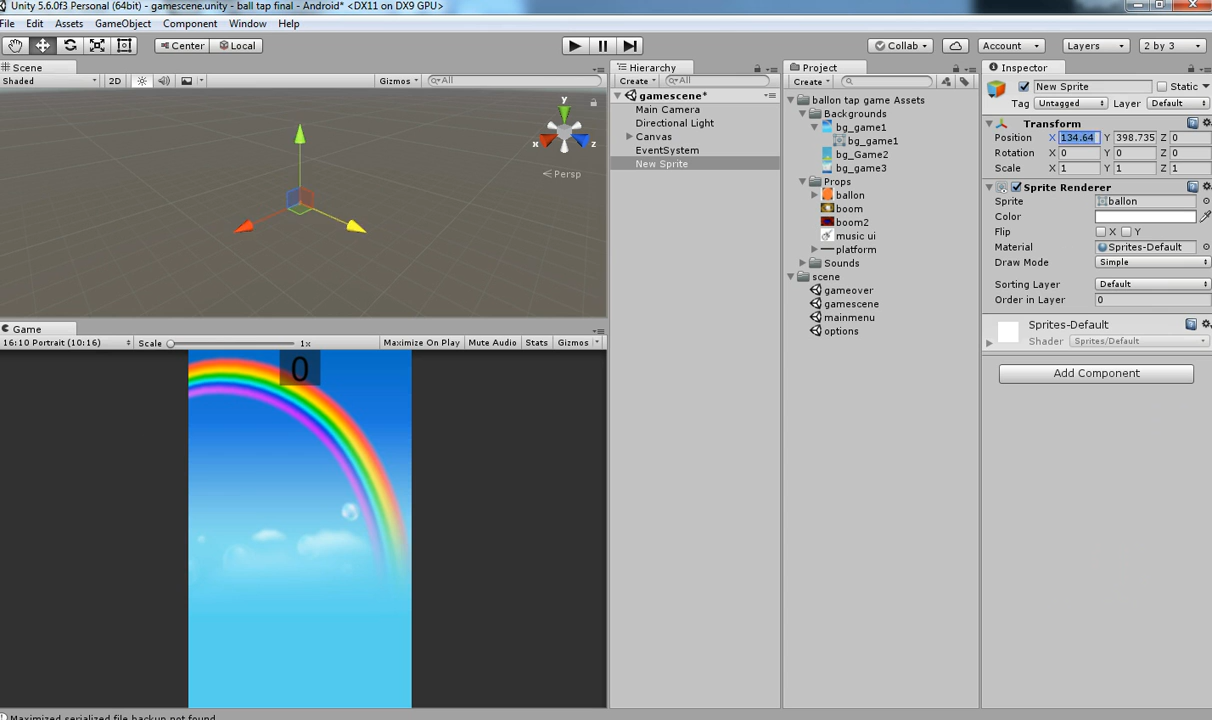 Unity 5.6.0f3 Personal (64bit) - gamescene.unity - ball tap final - Android* <DX11 on DX9 GPU>
File Edit Assets GameObject Component Window Help
Center Local Collab Account Layers 2 by 3
Scene
Shaded 2D Gizmos All
y
x
z
Persp
Game
16:10 Portrait (10:16) Scale 1x Maximize On Play Mute Audio Stats Gizmos
0
Hierarchy
Create All
gamescene*
Main Camera
Directional Light
Canvas
EventSystem
New Sprite
Project
Create
ballon tap game Assets
Backgrounds
bg_game1
bg_game1
bg_Game2
bg_game3
Props
ballon
boom
boom2
music ui
platform
Sounds
scene
gameover
gamescene
mainmenu
options
Inspector
New Sprite Static
Tag Untagged Layer Default
Transform
Position X 134.64 Y 398.735 Z 0
Rotation X 0 Y 0 Z 0
Scale X 1 Y 1 Z 1
Sprite Renderer
Sprite ballon
Color
Flip X Y
Material Sprites-Default
Draw Mode Simple
Sorting Layer Default
Order in Layer 0
Sprites-Default
Shader Sprites/Default
Add Component
Maximized serialized file backup not found